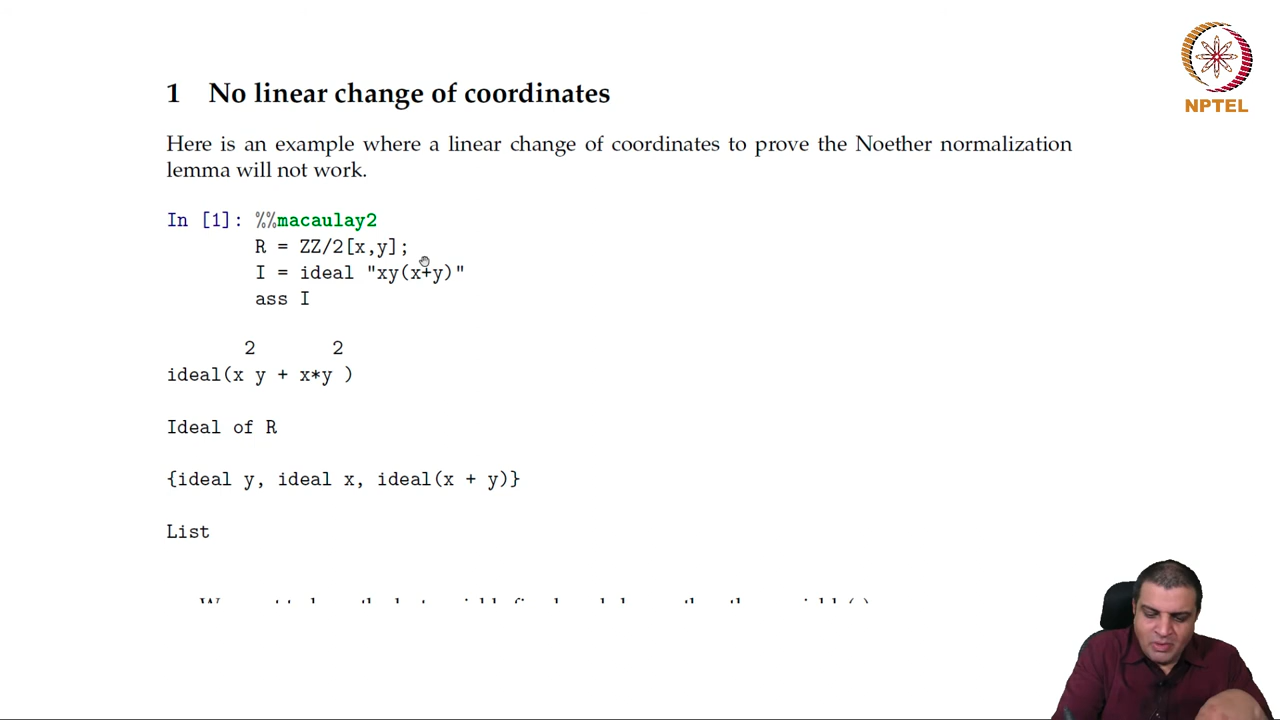 NPTEL
1 No linear change of coordinates
Here is an example where a linear change of coordinates to prove the Noether normalization
lemma will not work.
In [1]: %%macaulay2
R = ZZ/2[x,y];
I = ideal "xy(x+y)"
ass I
2 2
ideal(x y + x*y )
Ideal of R
{ideal y, ideal x, ideal(x + y)}
List